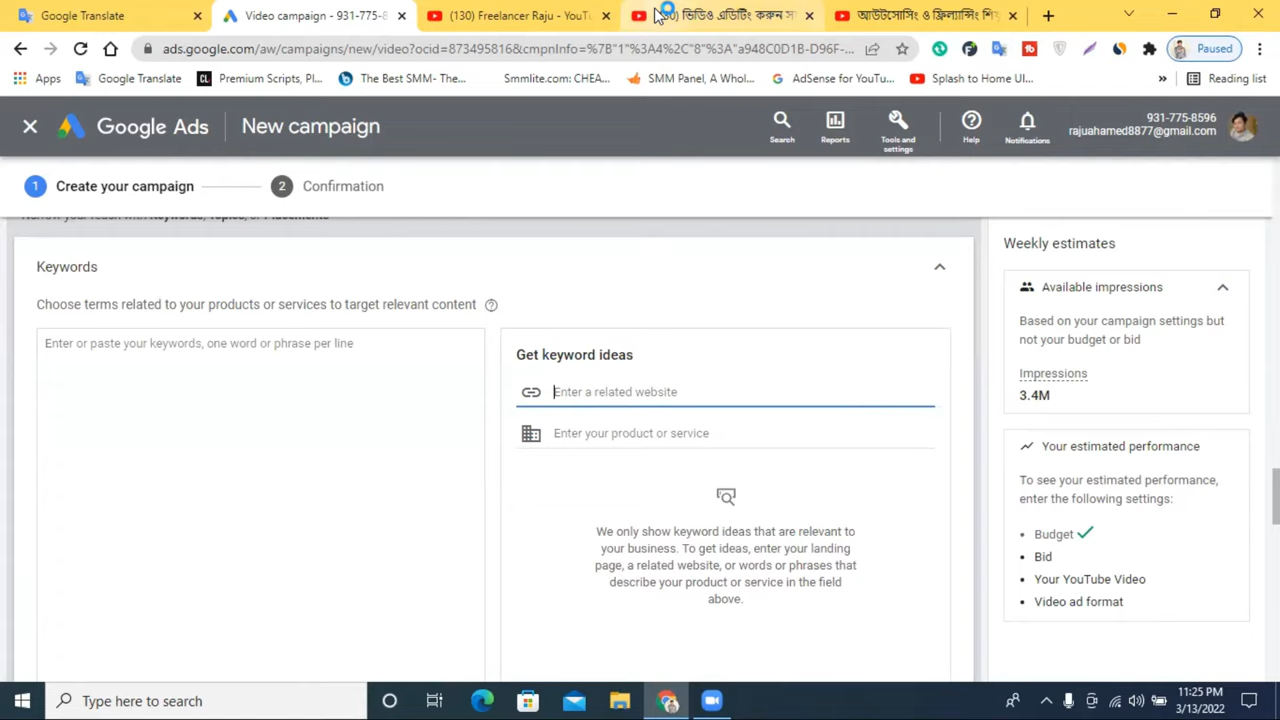 Google Translate
Video campaign - 931-775-8
(130) Freelancer Raju - YouT
ভিডিও এডিটিং করুন
আউটসোর্সিং ও ফ্রিল্যান্সিং শি
ads.google.com/aw/campaigns/new/video?ocid=873495816&cmpnInfo=%7B"1"%3A4%2C"8"%3A"a948C0D1B-D96F-...
Paused
Apps
Google Translate
Premium Scripts, Pl...
The Best SMM- The...
Smmlite.com: CHEA...
SMM Panel, A Whol...
AdSense for YouTu...
Splash to Home UI...
»
Reading list
Google Ads
New campaign
Search
Reports
Tools and
settings
Help
Notifications
931-775-8596
rajuahamed8877@gmail.com
1
Create your campaign
2
Confirmation
Narrow your reach with Keywords, Topics, or Placements
Keywords
Choose terms related to your products or services to target relevant content
Enter or paste your keywords, one word or phrase per line
Get keyword ideas
Enter a related website
Enter your product or service
We only show keyword ideas that are relevant to
your business. To get ideas, enter your landing
page, a related website, or words or phrases that
describe your product or service in the field
above.
Weekly estimates
Available impressions
Based on your campaign settings but
not your budget or bid
Impressions
3.4M
Your estimated performance
To see your estimated performance,
enter the following settings:
• Budget
• Bid
• Your YouTube Video
• Video ad format
Type here to search
11:25 PM
3/13/2022